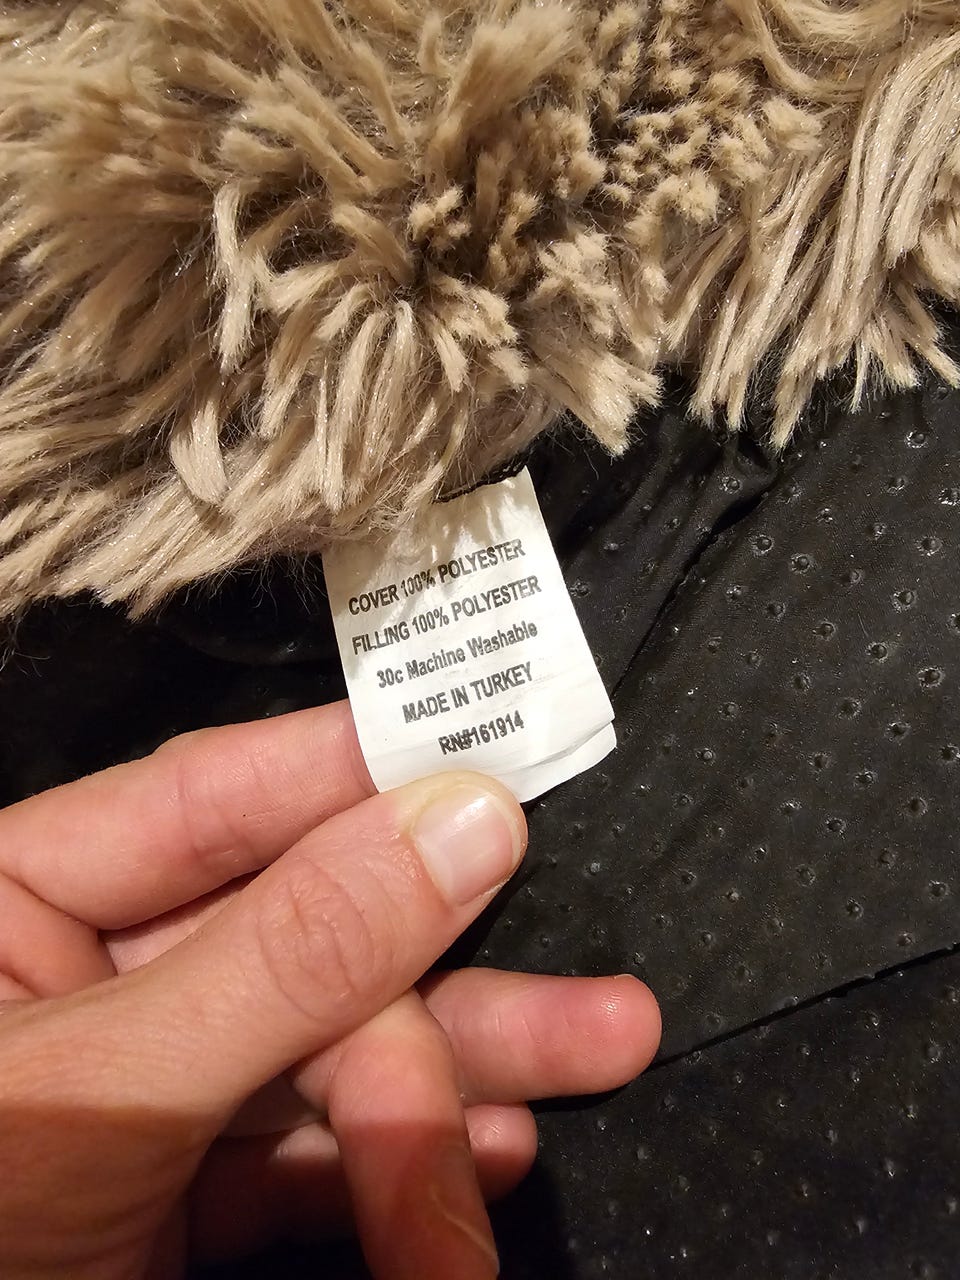 COVER 100% POLYESTER
FILLING 100% POLYESTER
30c Machine Washable
MADE IN TURKEY
RN#161914